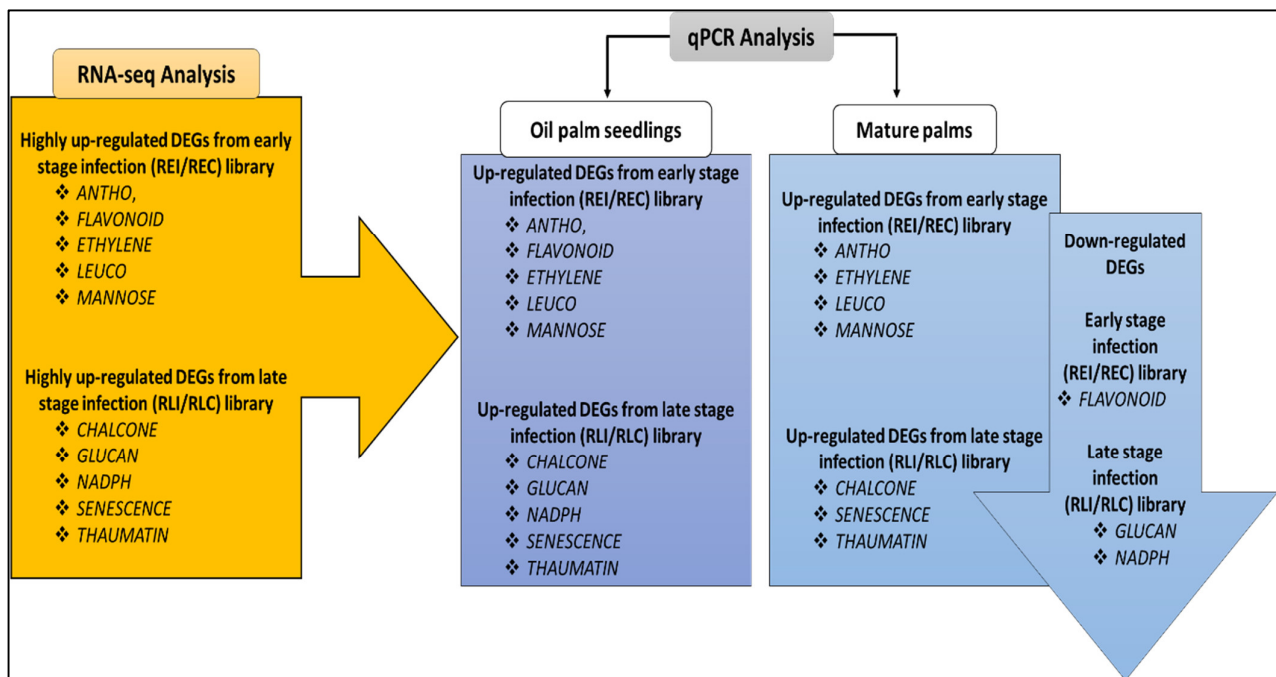 qPCR Analysis
RNA-seq Analysis
Highly up-regulated DEGs from early
stage infection (REI/REC) library
❖ ANTHO,
❖ FLAVONOID
❖ ETHYLENE
❖ LEUCO
❖ MANNOSE
Highly up-regulated DEGs from late
stage infection (RLI/RLC) library
❖ CHALCONE
❖ GLUCAN
❖ NADPH
❖ SENESCENCE
❖ THAUMATIN
Oil palm seedlings
Up-regulated DEGs from early stage
infection (REI/REC) library
❖ ANTHO,
❖ FLAVONOID
❖ ETHYLENE
❖ LEUCO
❖ MANNOSE
Up-regulated DEGs from late stage
infection (RLI/RLC) library
❖ CHALCONE
❖ GLUCAN
❖ NADPH
❖ SENESCENCE
❖ THAUMATIN
Mature palms
Up-regulated DEGs from early stage
infection (REI/REC) library
❖ ANTHO
❖ ETHYLENE
❖ LEUCO
❖ MANNOSE
Up-regulated DEGs from late stage
infection (RLI/RLC) library
❖ CHALCONE
❖ SENESCENCE
❖ THAUMATIN
Down-regulated
DEGs
Early stage
infection
(REI/REC) library
❖ FLAVONOID
Late stage
infection
(RLI/RLC) library
❖ GLUCAN
❖ NADPH